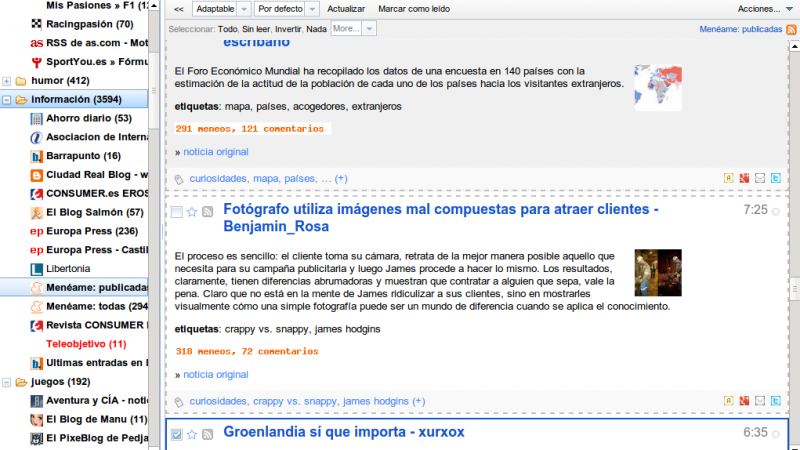 Mis Pasiones » F1 (12
Racingpasión (70)
RSS de as.com - Mot
SportYou.es » Fórmu
humor (412)
Información (3594)
Ahorro diario (53)
Asociacion de Interna
Barrapunto (16)
Ciudad Real Blog - w
CONSUMER.es EROS
El Blog Salmón (57)
Europa Press (236)
Europa Press - Castil
Libertonia
Menéame: publicadas
Menéame: todas (294
Revista CONSUMER
Teleobjetivo (11)
Ultimas entradas en
juegos (192)
Aventura y CÍA - notic
El Blog de Manu (11)
El PixeBlog de Pedja
<< Adaptable Por defecto Actualizar Marcar como leído Acciones...
Seleccionar: Todo, Sin leer, Invertir, Nada More... Menéame: publicadas
escribano
El Foro Económico Mundial ha recopilado los datos de una encuesta en 140 países con la
estimación de la actitud de la población de cada uno de los países hacia los visitantes extranjeros.
etiquetas: mapa, países, acogedores, extranjeros
291 meneos, 121 comentarios
» noticia original
curiosidades, mapa, países, ... (+)
Fotógrafo utiliza imágenes mal compuestas para atraer clientes - 7:25
Benjamin_Rosa
El proceso es sencillo: el cliente toma su cámara, retrata de la mejor manera posible aquello que
necesita para su campaña publicitaria y luego James procede a hacer lo mismo. Los resultados,
claramente, tienen diferencias abrumadoras y muestran que contratar a alguien que sepa, vale la
pena. Claro que no está en la mente de James ridiculizar a sus clientes, sino en mostrarles
visualmente cómo una simple fotografía puede ser un mundo de diferencia cuando se aplica el conocimiento.
etiquetas: crappy vs. snappy, james hodgins
318 meneos, 72 comentarios
» noticia original
curiosidades, crappy vs. snappy, james hodgins (+)
Groenlandia sí que importa - xurxox 6:35